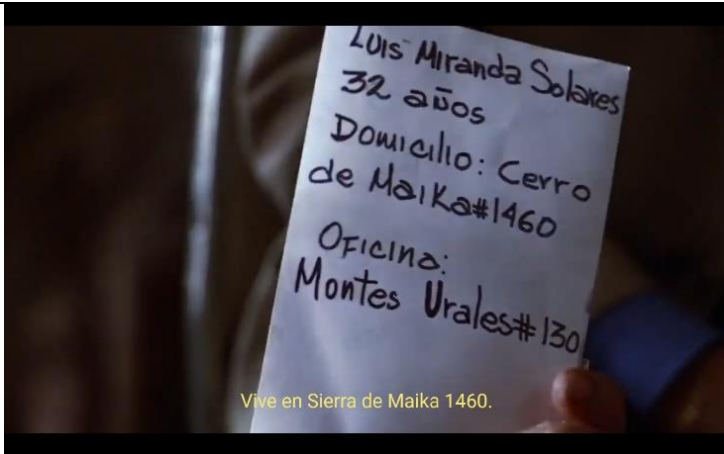 Luis Miranda Solares
32 años
Domicilio: Cerro
de Maika#1460
Oficina:
Montes Urales#130
Vive en Sierra de Maika 1460.